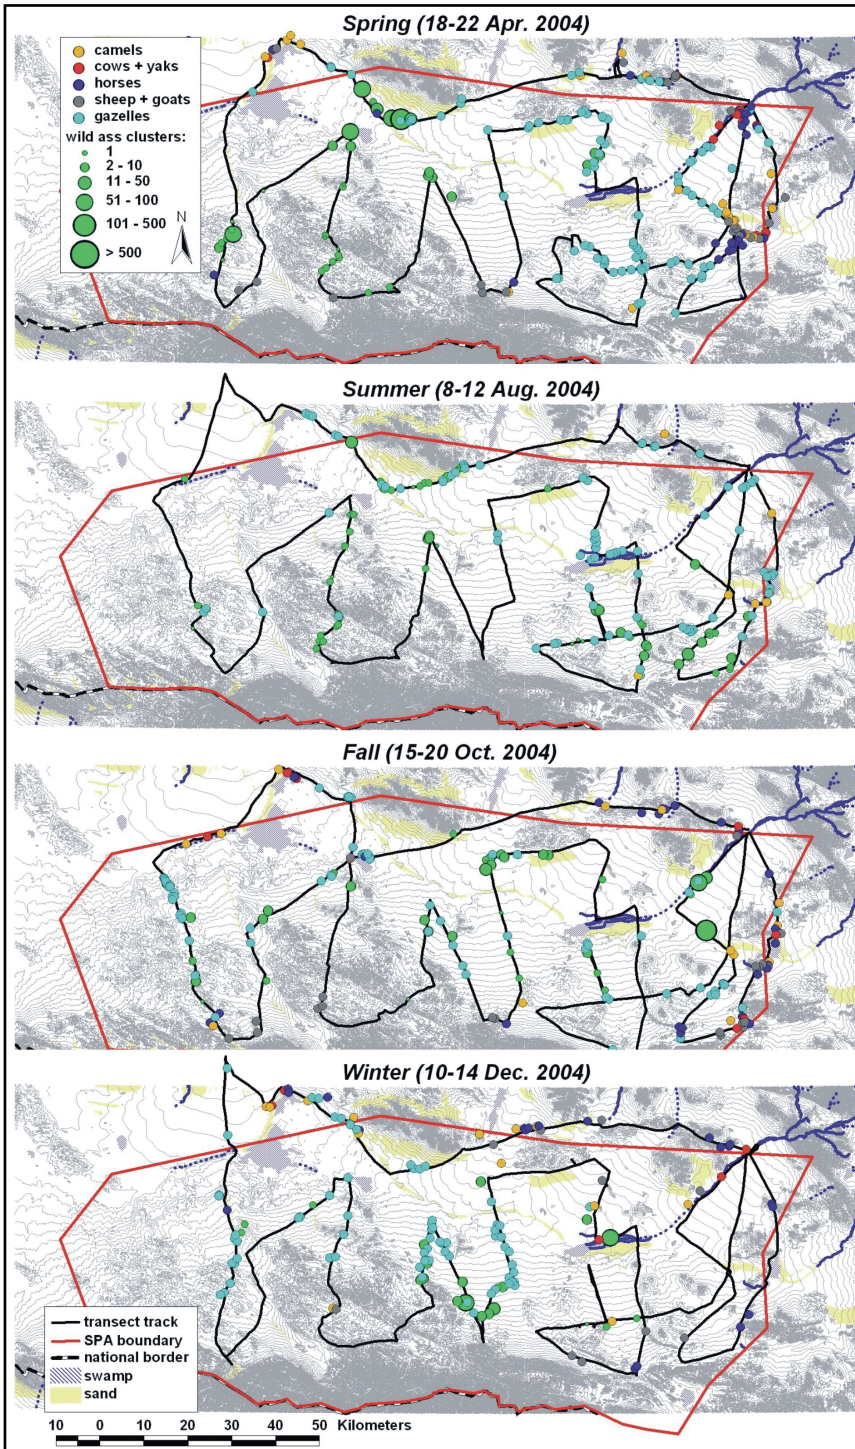 Spring (18-22 Apr. 2004)
camels
cows + yaks
horses
sheep + goats
gazelles
wild ass clusters:
1
2 - 10
11 - 50
51 - 100
101 - 500
> 500
N
Summer (8-12 Aug. 2004)
Fall (15-20 Oct. 2004)
Winter (10-14 Dec. 2004)
transect track
SPA boundary
national border
swamp
sand
10 0 10 20 30 40 50 Kilometers